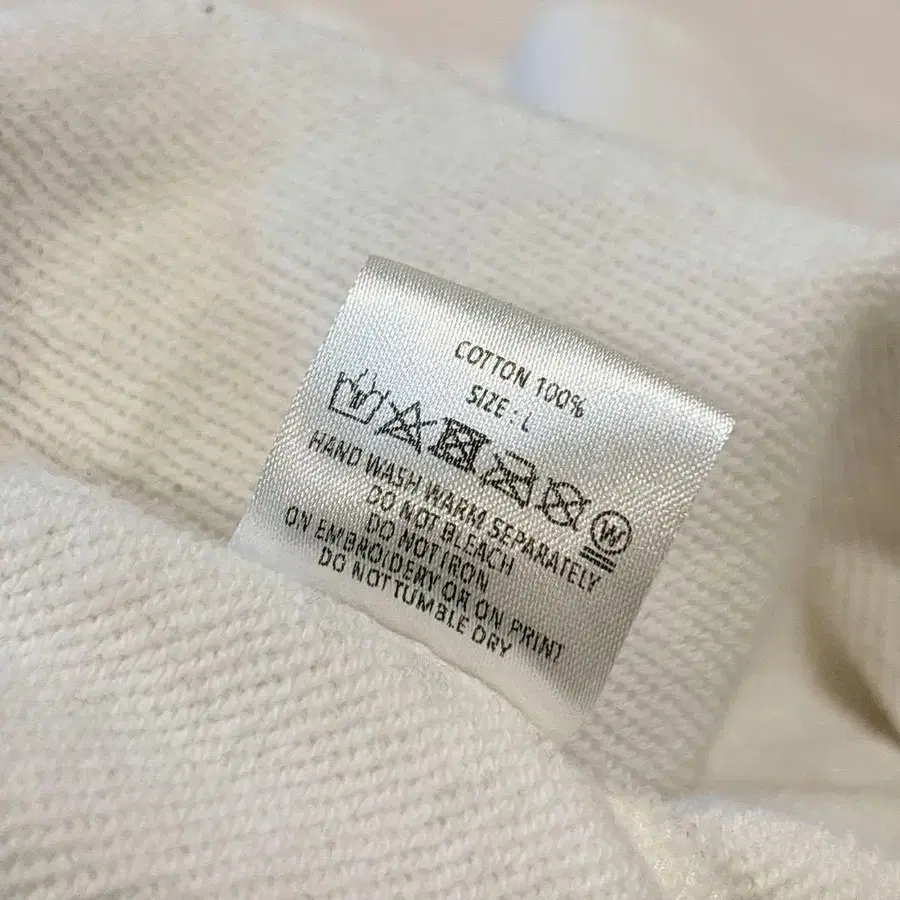 COTTON 100%
SIZE : L
W
HAND WASH WARM SEPARATELY
DO NOT BLEACH
DO NOT IRON
ON EMBROIDERY OR ON PRINT
DO NOT TUMBLE DRY